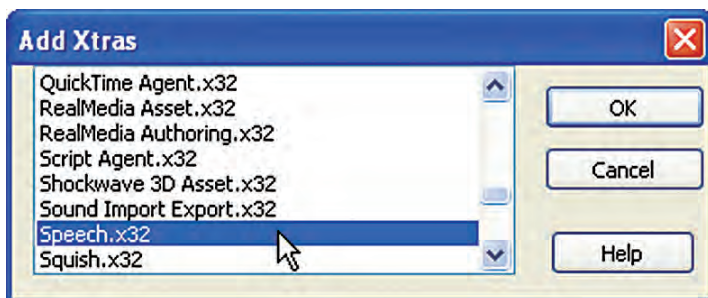 Add Xtras
QuickTime Agent.x32
RealMedia Asset.x32
RealMedia Authoring.x32
Script Agent.x32
Shockwave 3D Asset.x32
Sound Import Export.x32
Speech.x32
Squish.x32
OK
Cancel
Help